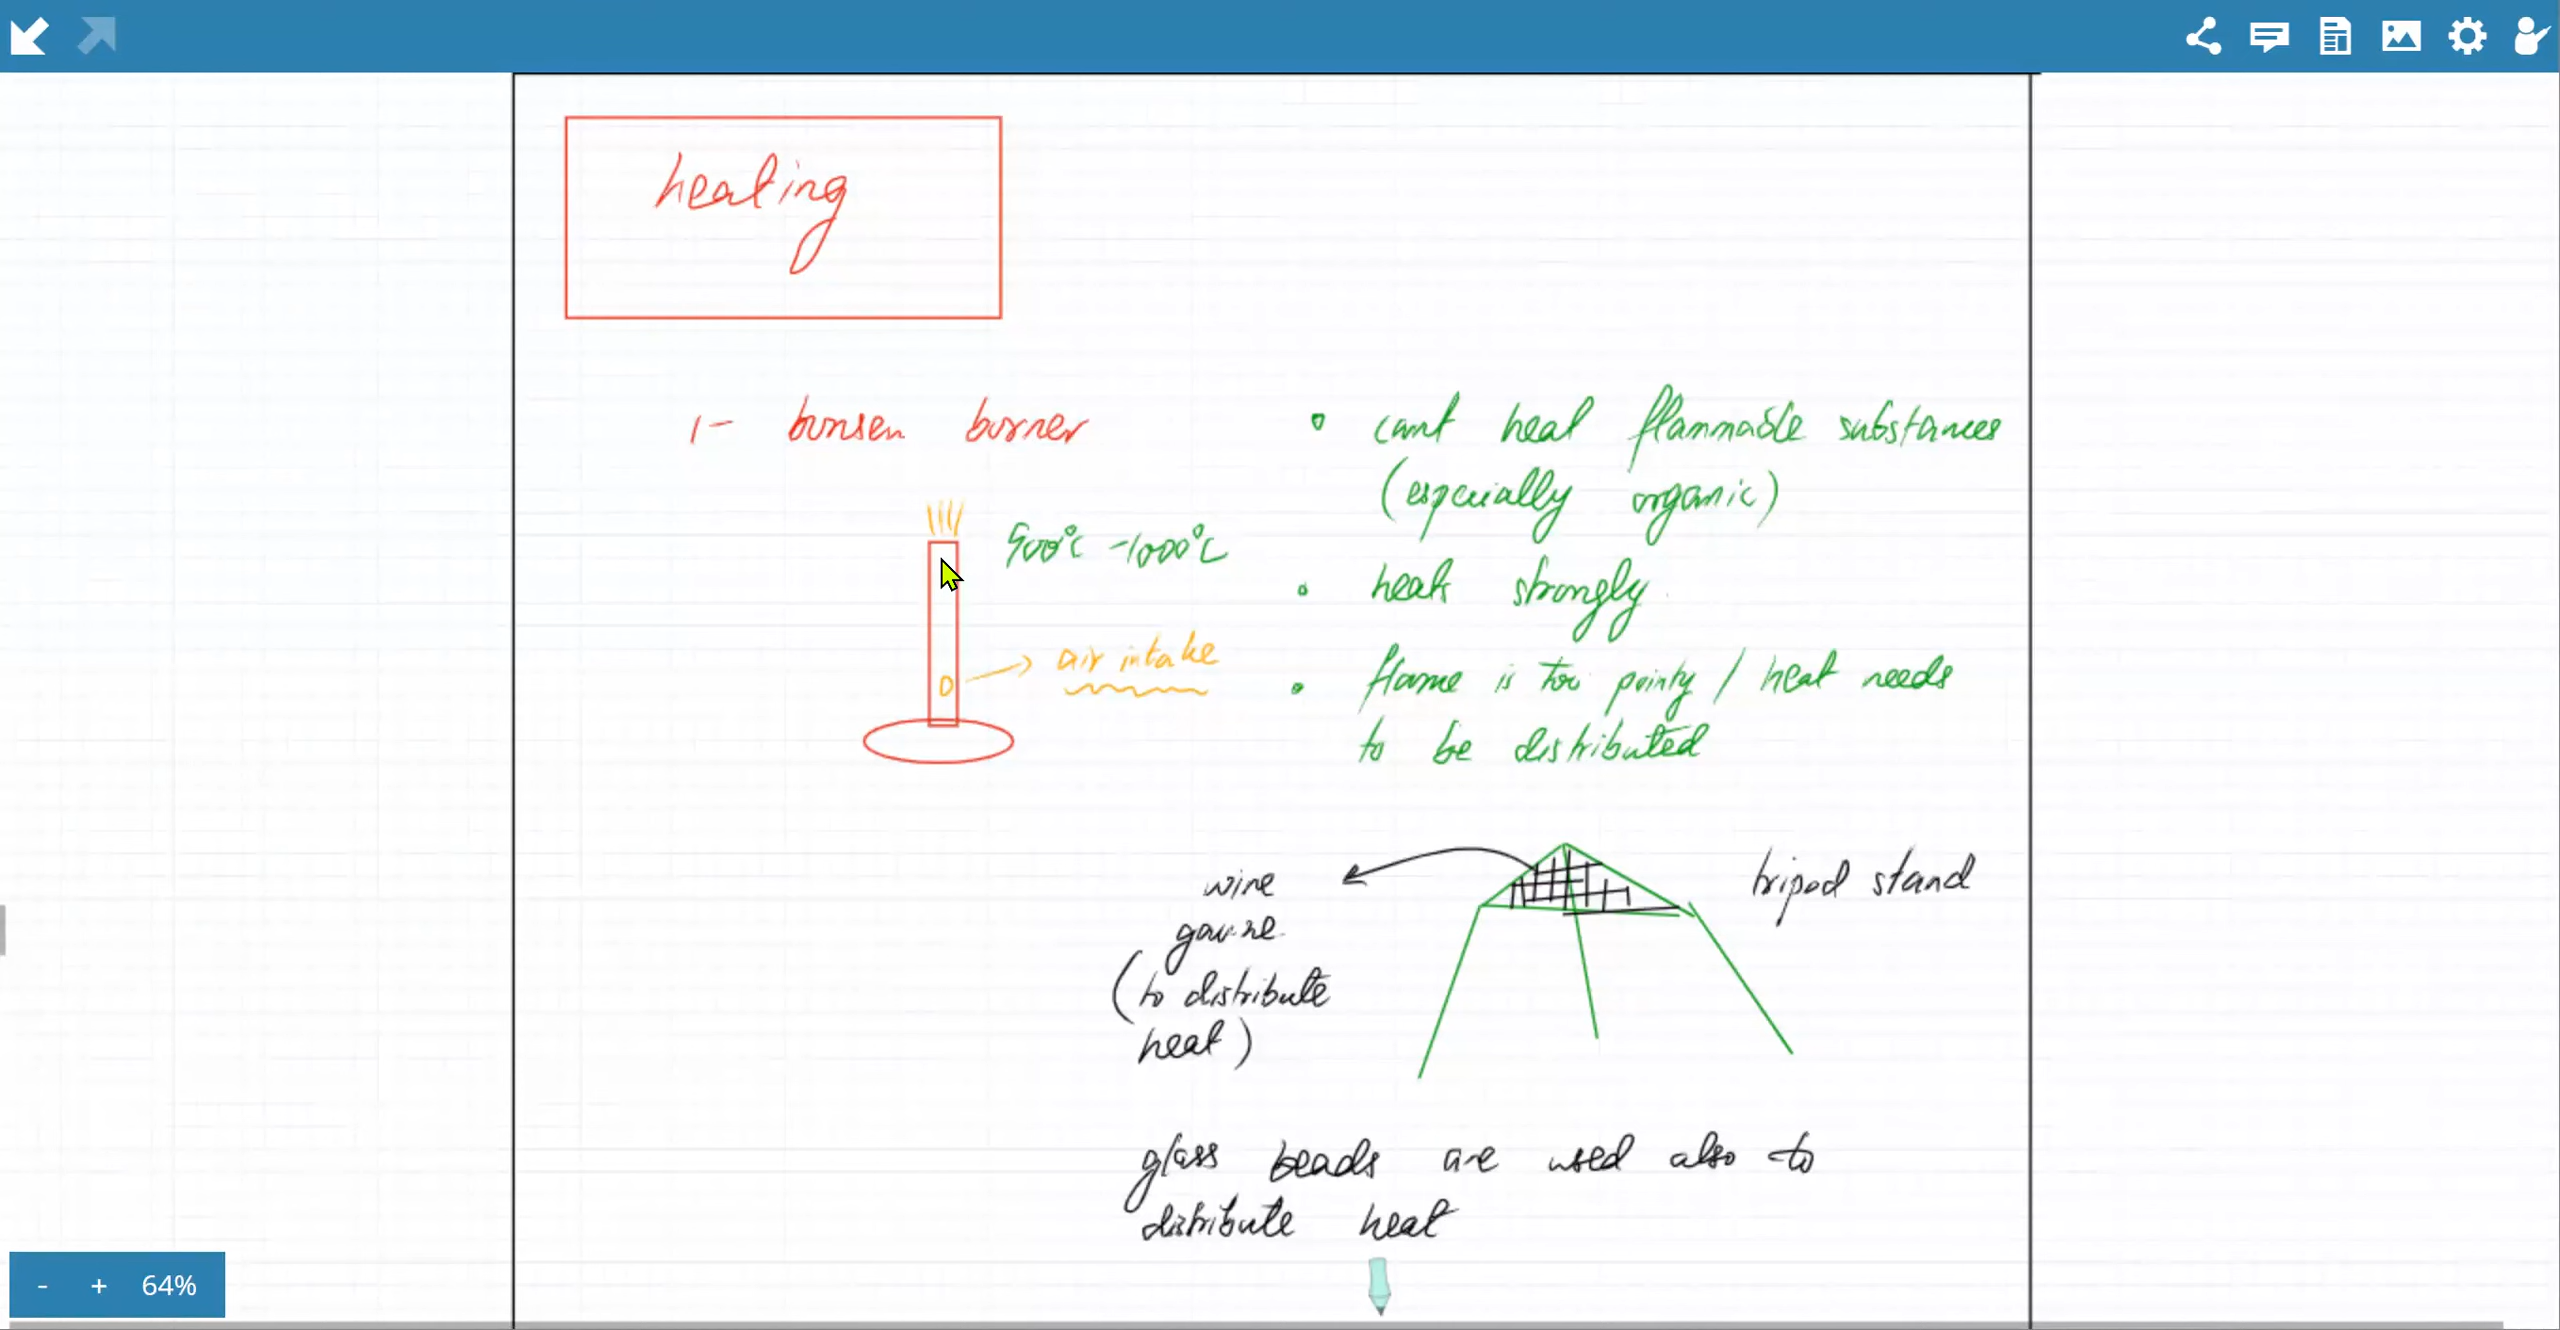 heating
1- bunsen burner
500°C -1000°C
air intake
• cant heat flammable substances
(especially organic)
• heats strongly
• flame is too pointy / heat needs
to be distributed
wire
gauze
(to distribute
heat)
tripod stand
glass beads are used also to
distribute heat
- + 64%